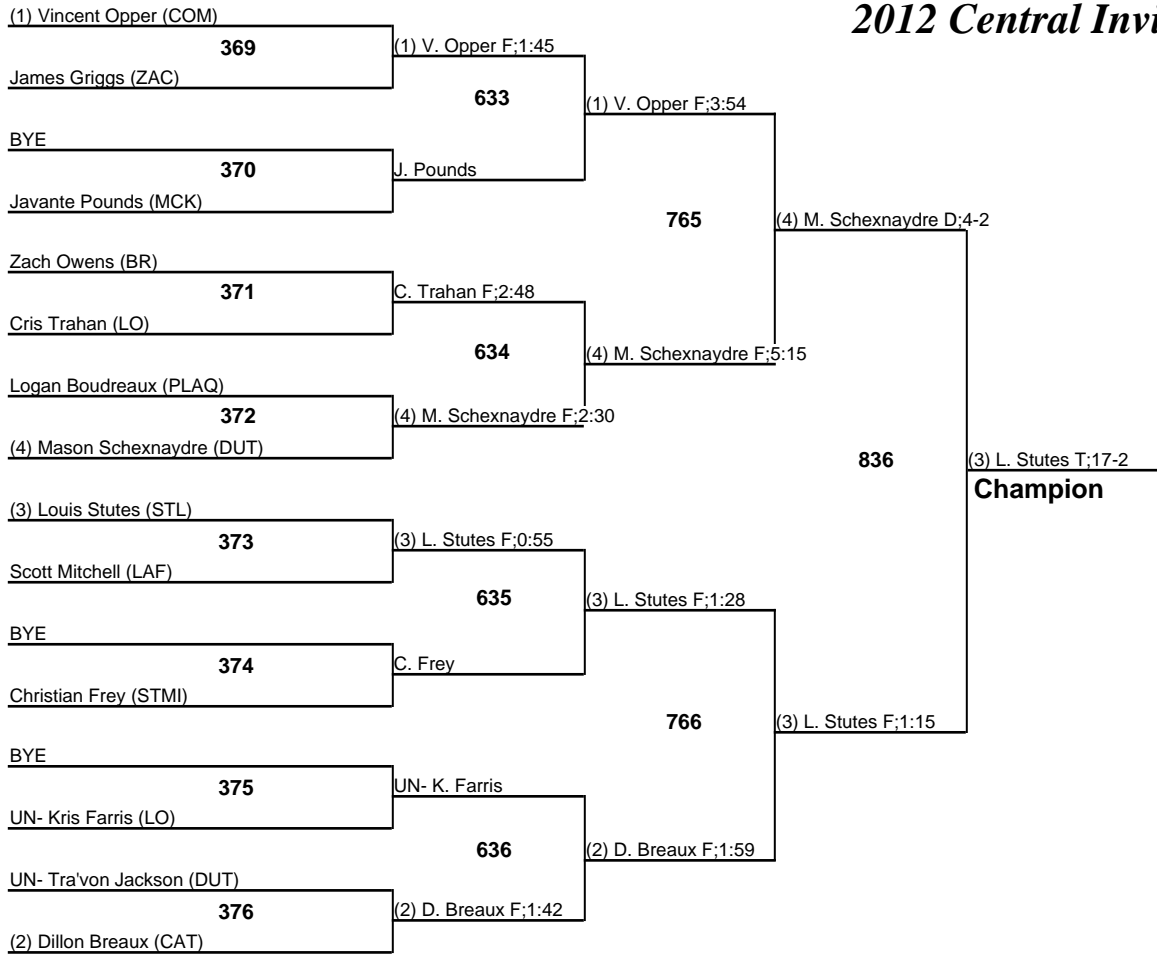 2012 Central Invi
(1) Vincent Opper (COM)
369
James Griggs (ZAC)
(1) V. Opper F;1:45
633
BYE
370
Javante Pounds (MCK)
J. Pounds
(1) V. Opper F;3:54
765
Zach Owens (BR)
371
Cris Trahan (LO)
C. Trahan F;2:48
634
Logan Boudreaux (PLAQ)
372
(4) Mason Schexnaydre (DUT)
(4) M. Schexnaydre F;2:30
(4) M. Schexnaydre F;5:15
(4) M. Schexnaydre D;4-2
836
(3) Louis Stutes (STL)
373
Scott Mitchell (LAF)
(3) L. Stutes F;0:55
635
BYE
374
Christian Frey (STMI)
C. Frey
(3) L. Stutes F;1:28
766
BYE
375
UN- Kris Farris (LO)
UN- K. Farris
636
UN- Tra'von Jackson (DUT)
376
(2) Dillon Breaux (CAT)
(2) D. Breaux F;1:42
(2) D. Breaux F;1:59
(3) L. Stutes F;1:15
(3) L. Stutes T;17-2
Champion